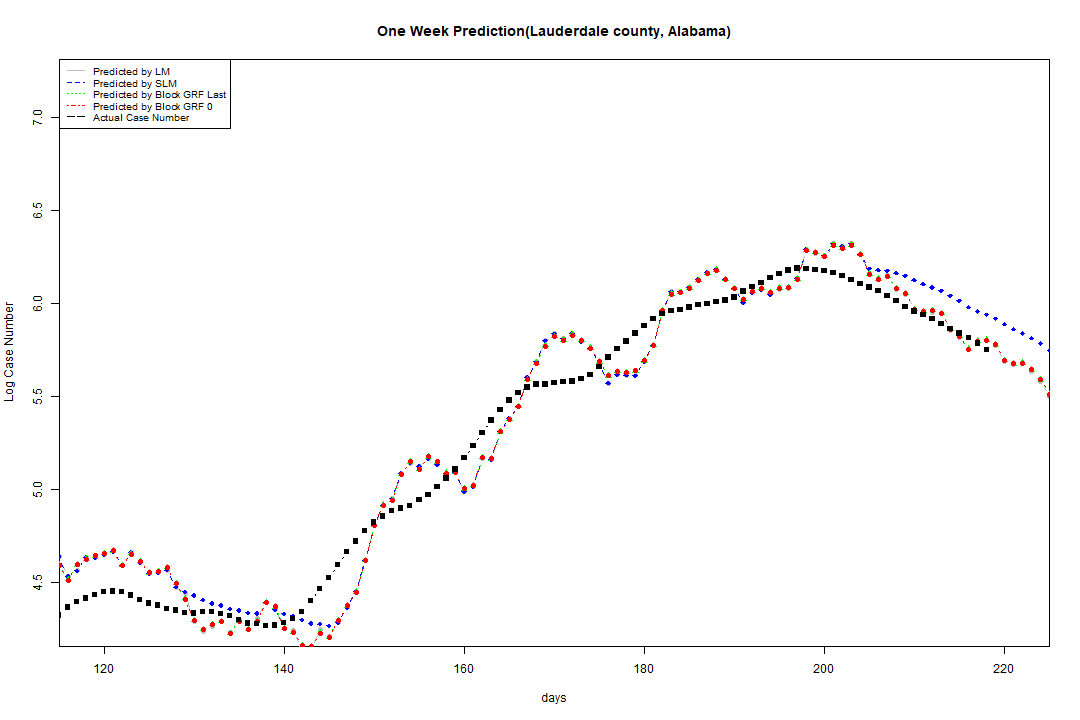 One Week Prediction(Lauderdale county, Alabama)
Predicted by LM
Predicted by SLM
Predicted by Block GRF Last
Predicted by Block GRF 0
Actual Case Number
7.0
6.5
6.0
5.5
5.0
4.5
Log Case Number
120 140 160 180 200 220
days